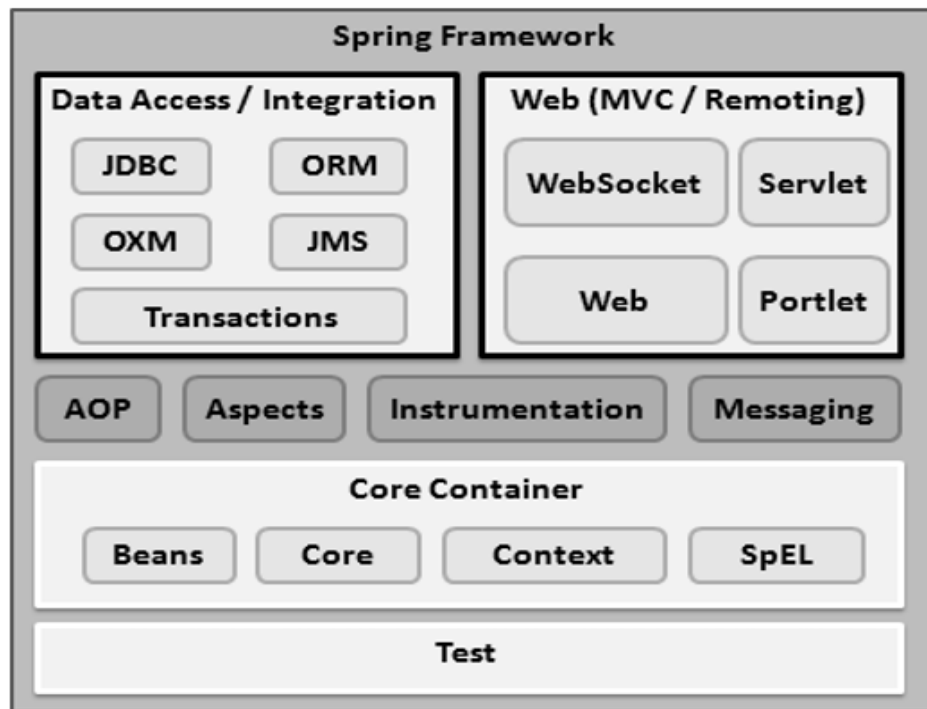 Spring Framework
Data Access / Integration
JDBC
ORM
OXM
JMS
Transactions
Web (MVC / Remoting)
WebSocket
Servlet
Web
Portlet
AOP
Aspects
Instrumentation
Messaging
Core Container
Beans
Core
Context
SpEL
Test